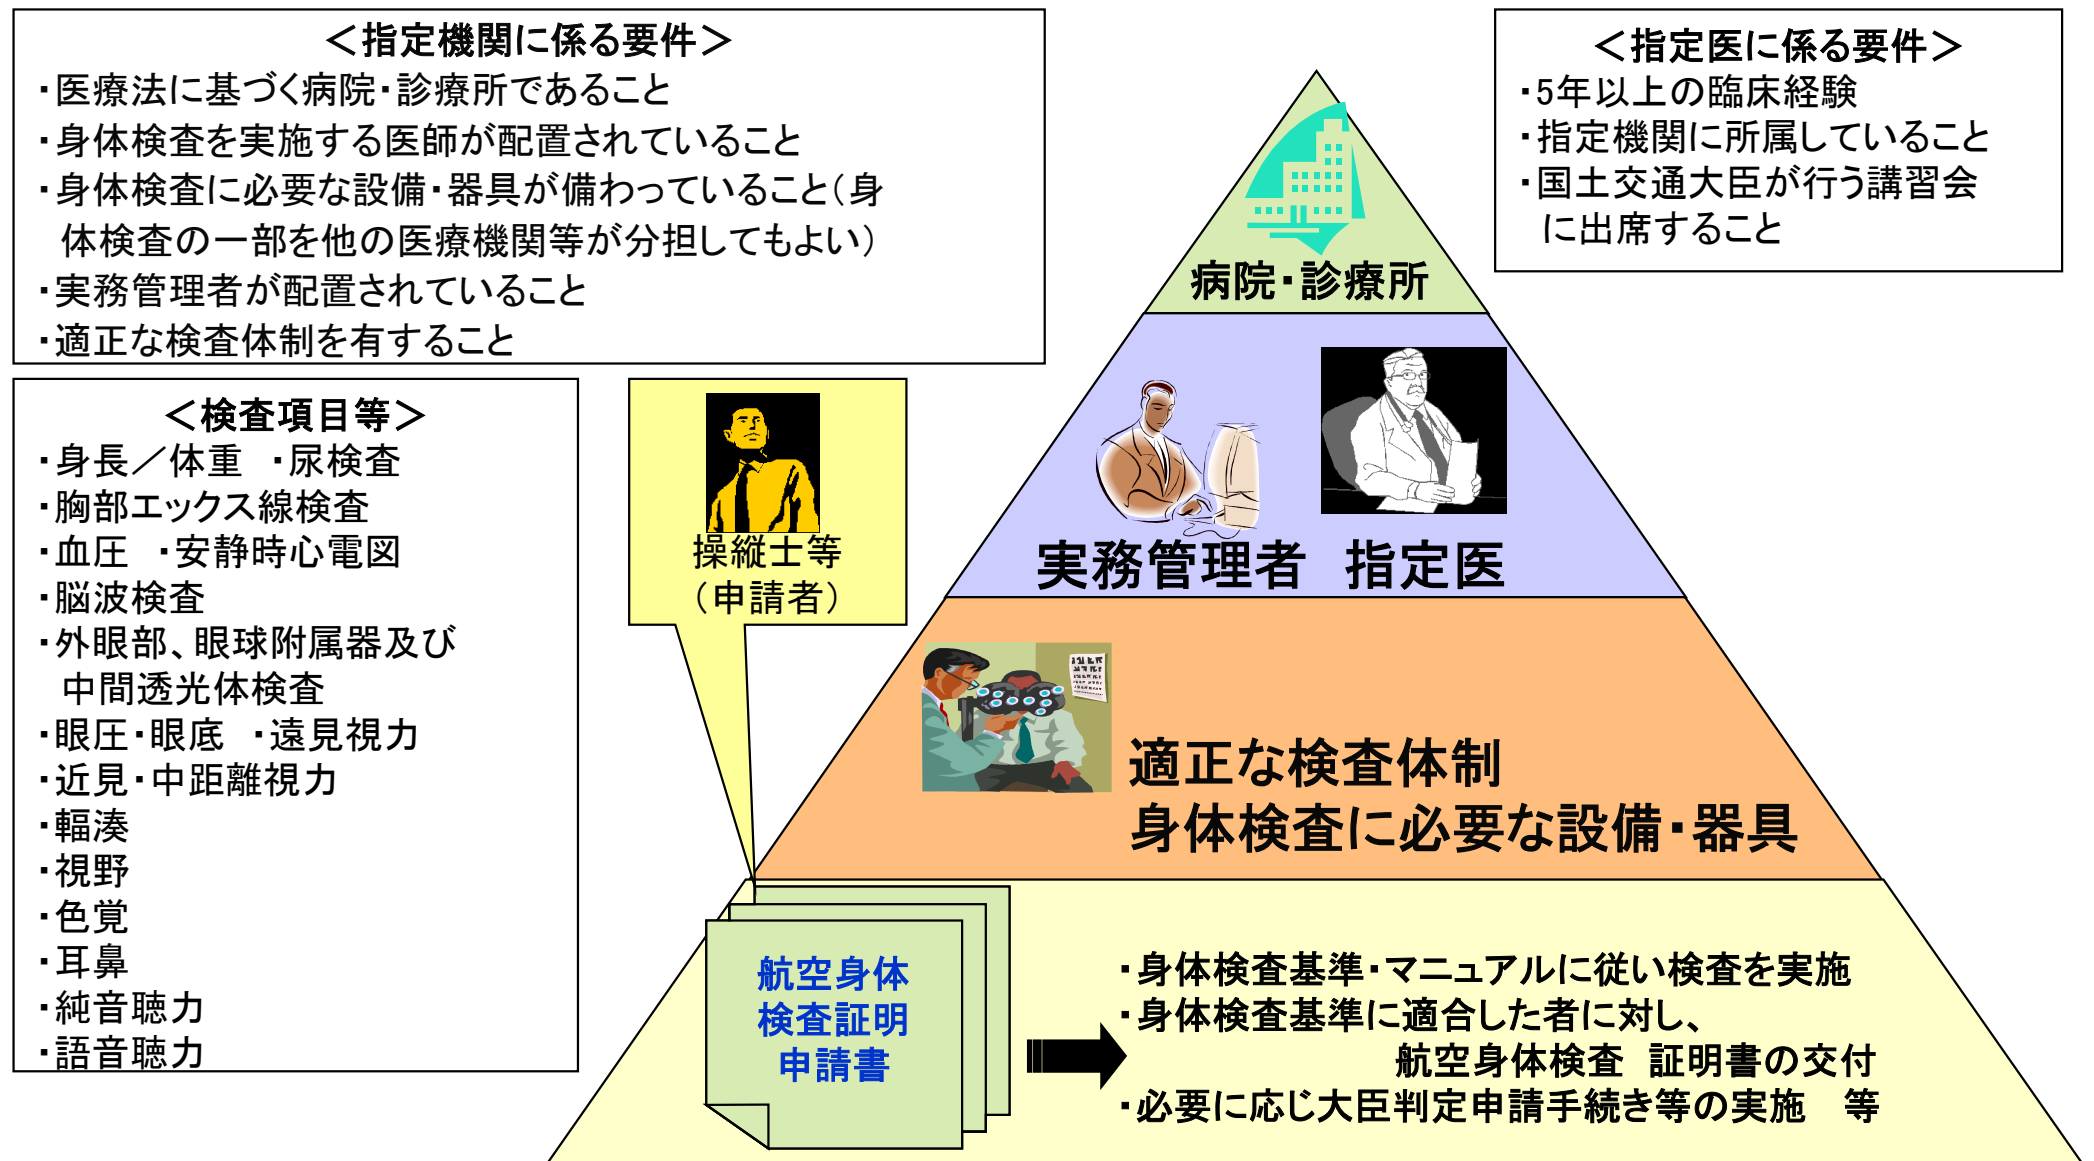 ＜指定機関に係る要件＞
・医療法に基づく病院・診療所であること
・身体検査を実施する医師が配置されていること
・身体検査に必要な設備・器具が備わっていること（身
体検査の一部を他の医療機関等が分担してもよい）
・実務管理者が配置されていること
・適正な検査体制を有すること
＜指定医に係る要件＞
・5年以上の臨床経験
・指定機関に所属していること
・国土交通大臣が行う講習会
に出席すること
＜検査項目等＞
・身長／体重　・尿検査
・胸部エックス線検査
・血圧　・安静時心電図
・脳波検査
・外眼部、眼球附属器及び
中間透光体検査
・眼圧・眼底　・遠見視力
・近見・中距離視力
・輻湊
・視野
・色覚
・耳鼻
・純音聴力
・語音聴力
操縦士等
（申請者）
病院・診療所
実務管理者　指定医
適正な検査体制
身体検査に必要な設備・器具
航空身体
検査証明
申請書
・身体検査基準・マニュアルに従い検査を実施
・身体検査基準に適合した者に対し、
航空身体検査　証明書の交付
・必要に応じ大臣判定申請手続き等の実施　等